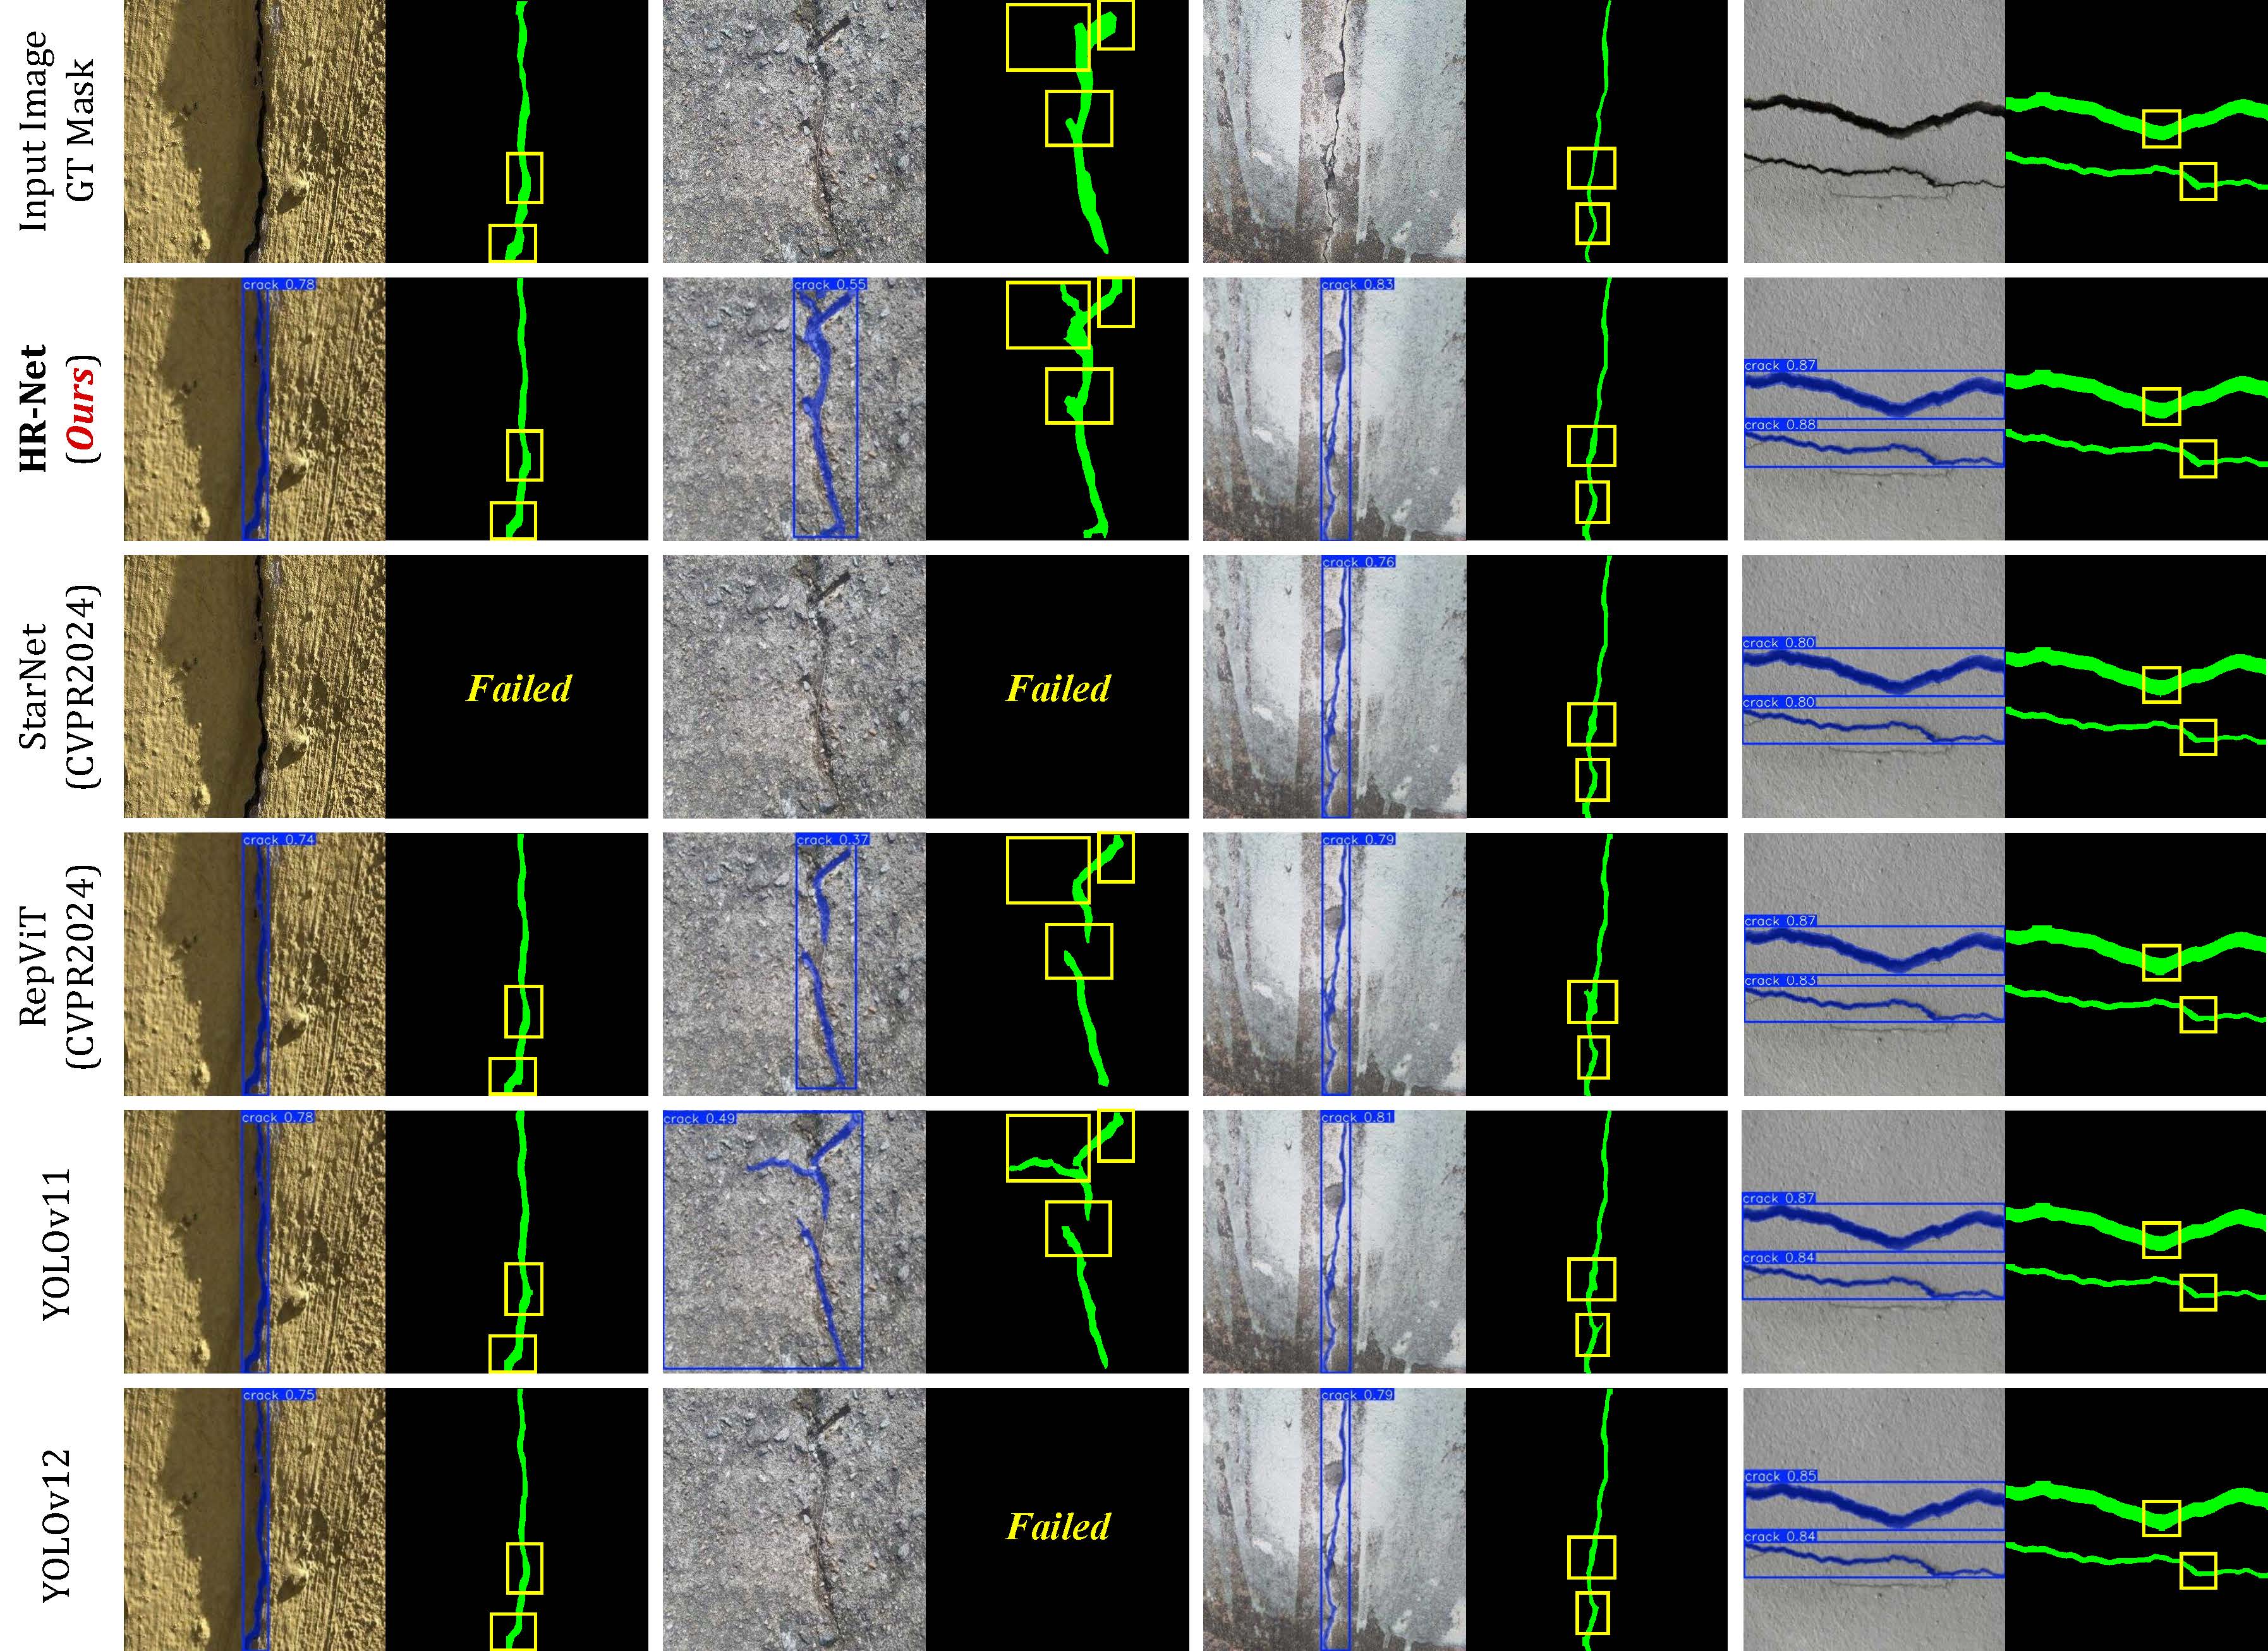 Input Image
GT Mask
HR-Net
(Ours)
crack 0.78
crack 0.55
crack 0.83
crack 0.87
crack 0.88
StarNet
(CVPR2024)
Failed
Failed
crack 0.76
crack 0.80
crack 0.80
RepViT
(CVPR2024)
crack 0.74
crack 0.37
crack 0.79
crack 0.87
crack 0.83
YOLOv11
crack 0.78
crack 0.49
crack 0.81
crack 0.87
crack 0.84
YOLOv12
crack 0.75
Failed
crack 0.79
crack 0.85
crack 0.84